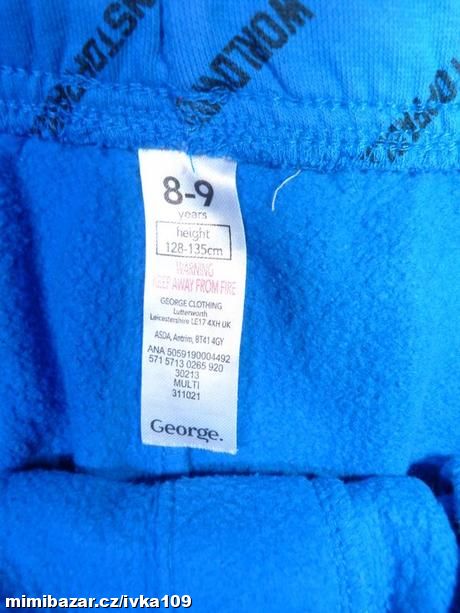 WORLDW
8-9
years
height
128-135cm
WARNING
KEEP AWAY FROM FIRE
GEORGE CLOTHING
Lutterworth
Leicestershire LE17 4XH UK
ASDA, Antrim, BT41 4GY
ANA 5059190004492
571 5713 0265 920
30213
MULTI
311021
George.
mimibazar.cz/ivka109